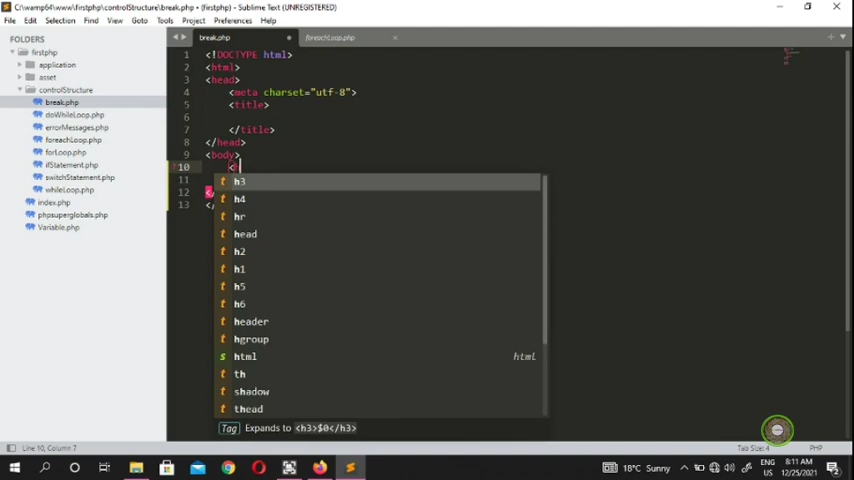 C:\wamp64\www\firstphp\controlStructure\break.php • (firstphp) - Sublime Text (UNREGISTERED)
File Edit Selection Find View Goto Tools Project Preferences Help
FOLDERS
firstphp
application
asset
controlStructure
break.php
doWhileLoop.php
errorMessages.php
foreachLoop.php
forLoop.php
ifStatement.php
switchStatement.php
whileLoop.php
index.php
phpsuperglobals.php
Variable.php
break.php
foreachLoop.php
1 <!DOCTYPE html>
2 <html>
3 <head>
4 <meta charset="utf-8">
5 <title>
6
7 </title>
8 </head>
9 <body>
10 <h
11
12 </
13 </
t h3
t h4
t hr
t head
t h2
t h1
t h5
t h6
t header
t hgroup
s html html
t th
t shadow
t thead
Tag Expands to <h3>$0</h3>
Line 10, Column 7
Tab Size: 4
PHP
18°C Sunny
ENG
US
8:11 AM
12/25/2021
2